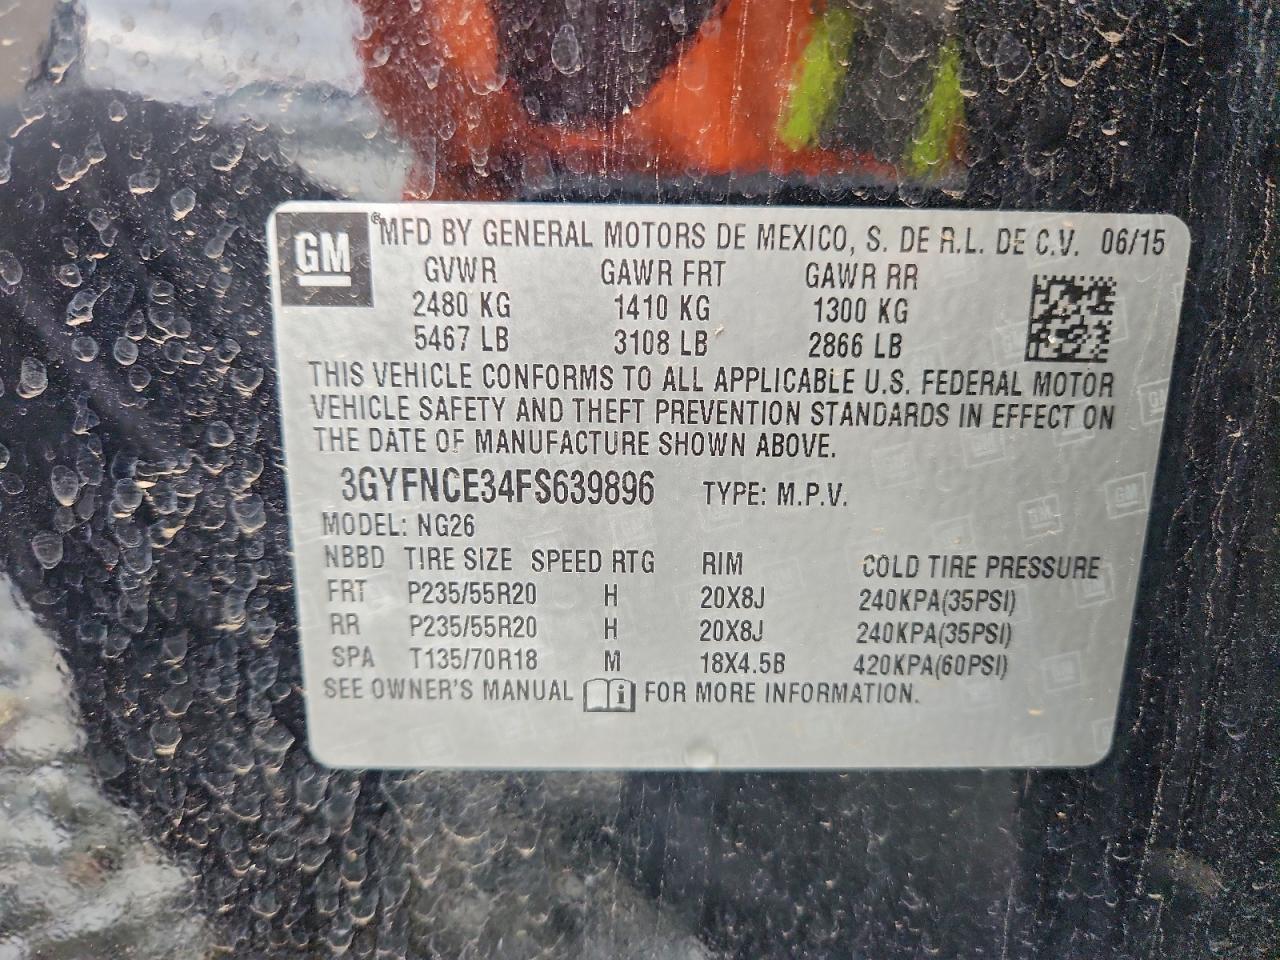 GM
®MFD BY GENERAL MOTORS DE MEXICO, S. DE R.L. DE C.V. 06/15
GVWR GAWR FRT GAWR RR
2480 KG 1410 KG 1300 KG
5467 LB 3108 LB 2866 LB
THIS VEHICLE CONFORMS TO ALL APPLICABLE U.S. FEDERAL MOTOR
VEHICLE SAFETY AND THEFT PREVENTION STANDARDS IN EFFECT ON
THE DATE OF MANUFACTURE SHOWN ABOVE.
3GYFNCE34FS639896 TYPE: M.P.V.
MODEL: NG26
NBBD TIRE SIZE SPEED RTG RIM COLD TIRE PRESSURE
FRT P235/55R20 H 20X8J 240KPA(35PSI)
RR P235/55R20 H 20X8J 240KPA(35PSI)
SPA T135/70R18 M 18X4.5B 420KPA(60PSI)
SEE OWNER'S MANUAL i FOR MORE INFORMATION.